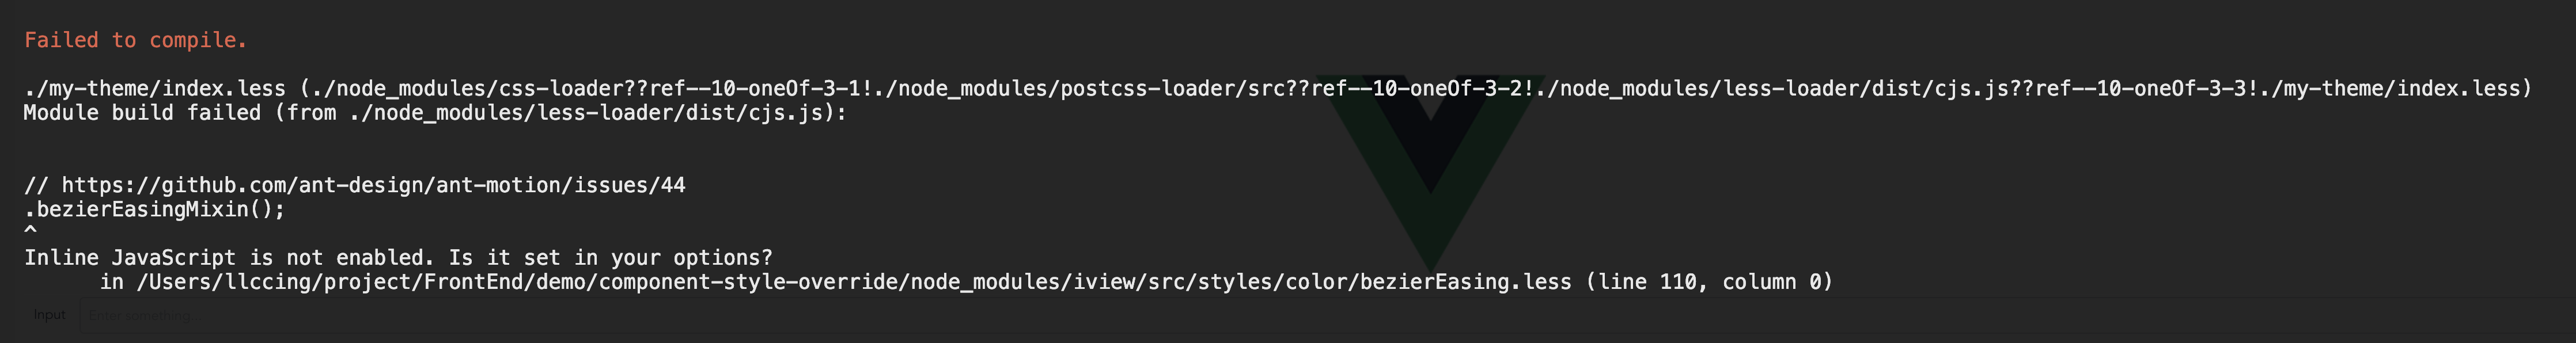 Failed to compile.
./my-theme/index.less (./node_modules/css-loader??ref--10-oneOf-3-1!./node_modules/postcss-loader/src??ref--10-oneOf-3-2!./node_modules/less-loader/dist/cjs.js??ref--10-oneOf-3-3!./my-theme/index.less)
Module build failed (from ./node_modules/less-loader/dist/cjs.js):
// https://github.com/ant-design/ant-motion/issues/44
.bezierEasingMixin();
^
Inline JavaScript is not enabled. Is it set in your options?
in /Users/llccing/project/FrontEnd/demo/component-style-override/node_modules/iview/src/styles/color/bezierEasing.less (line 110, column 0)
Input Enter something...